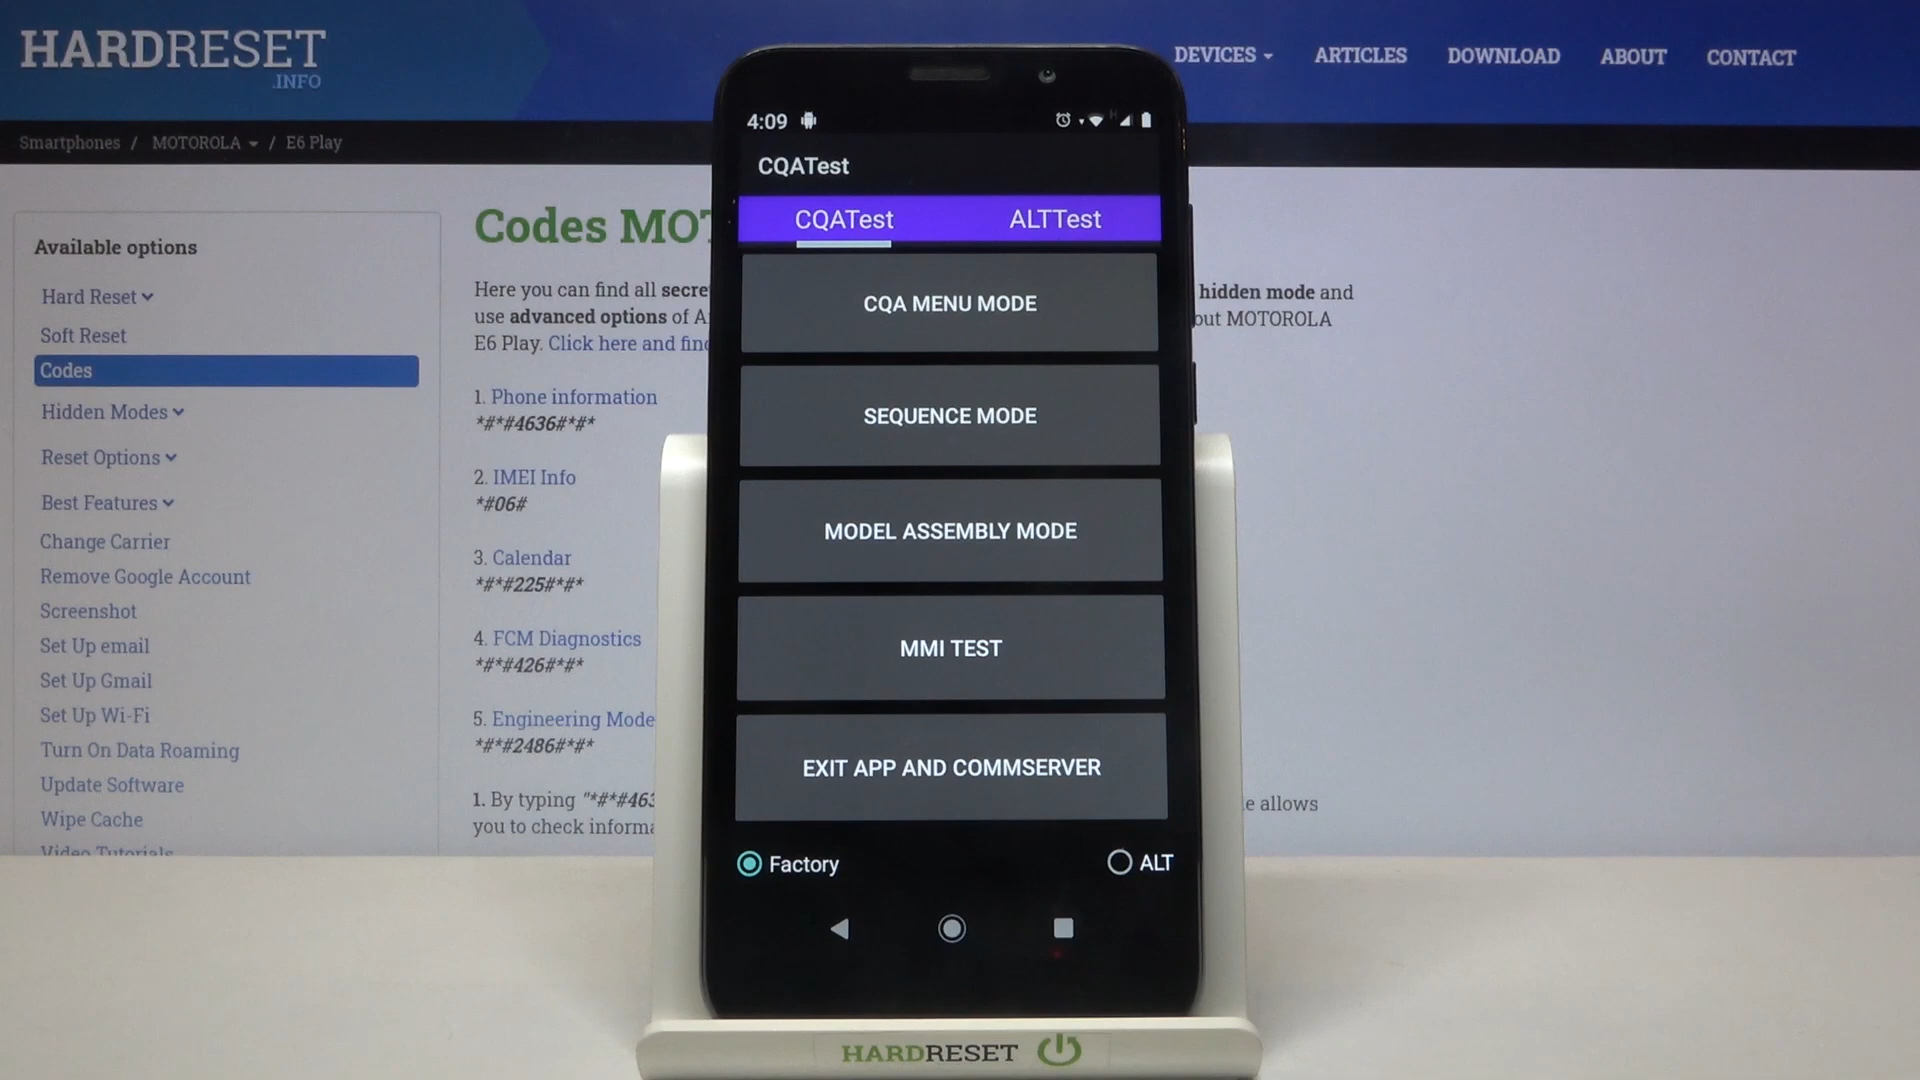 HARDRESET
.INFO
DEVICES
ARTICLES
DOWNLOAD
ABOUT
CONTACT
Smartphones / MOTOROLA / E6 Play
Available options
Hard Reset
Soft Reset
Codes
Hidden Modes
Reset Options
Best Features
Change Carrier
Remove Google Account
Screenshot
Set Up email
Set Up Gmail
Set Up Wi-Fi
Turn On Data Roaming
Update Software
Wipe Cache
Video Tutorials
Codes MOT
Here you can find all secre
hidden mode and
use advanced options of A
out MOTOROLA
E6 Play. Click here and find
1. Phone information
*#*#4636#*#*
2. IMEI Info
*#06#
3. Calendar
*#*#225#*#*
4. FCM Diagnostics
*#*#426#*#*
5. Engineering Mode
*#*#2486#*#*
1. By typing "*#*#463
e allows
you to check informa
4:09
H
CQATest
CQATest
ALTTest
CQA MENU MODE
SEQUENCE MODE
MODEL ASSEMBLY MODE
MMI TEST
EXIT APP AND COMMSERVER
Factory
ALT
HARDRESET